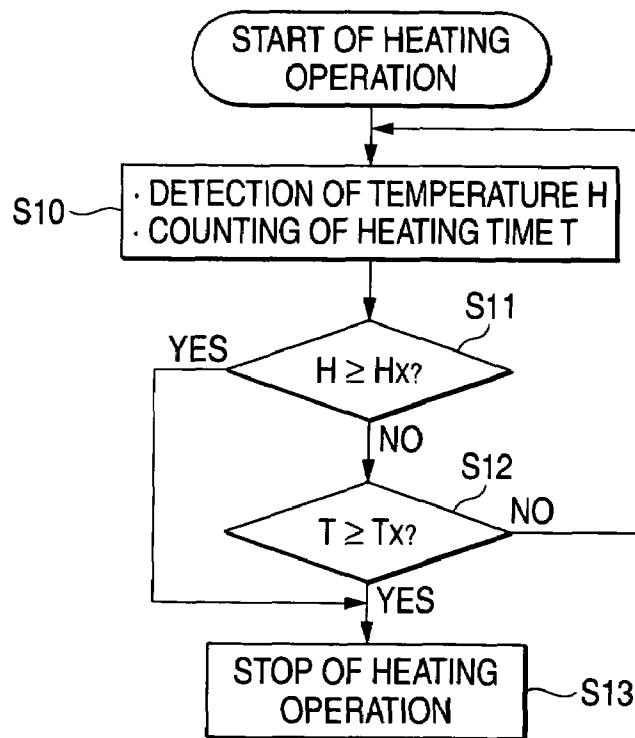 START OF HEATING
OPERATION
S10
· DETECTION OF TEMPERATURE H
· COUNTING OF HEATING TIME T
S11
YES
H ≥ Hx?
NO
S12
T ≥ Tx?
NO
YES
STOP OF HEATING
OPERATION
S13